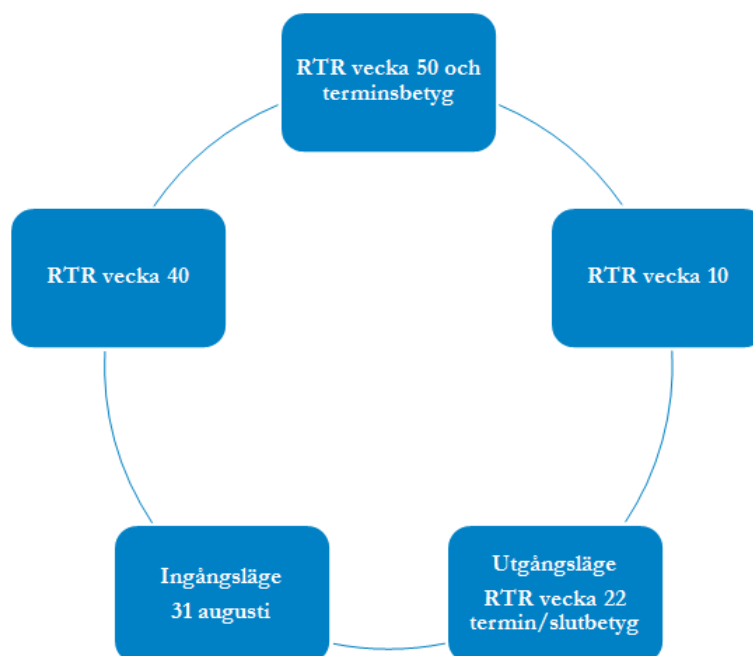 RTR vecka 50 och
terminsbetyg
RTR vecka 40
RTR vecka 10
Ingångsläge
31 augusti
Utgångsläge
RTR vecka 22
termin/slutbetyg